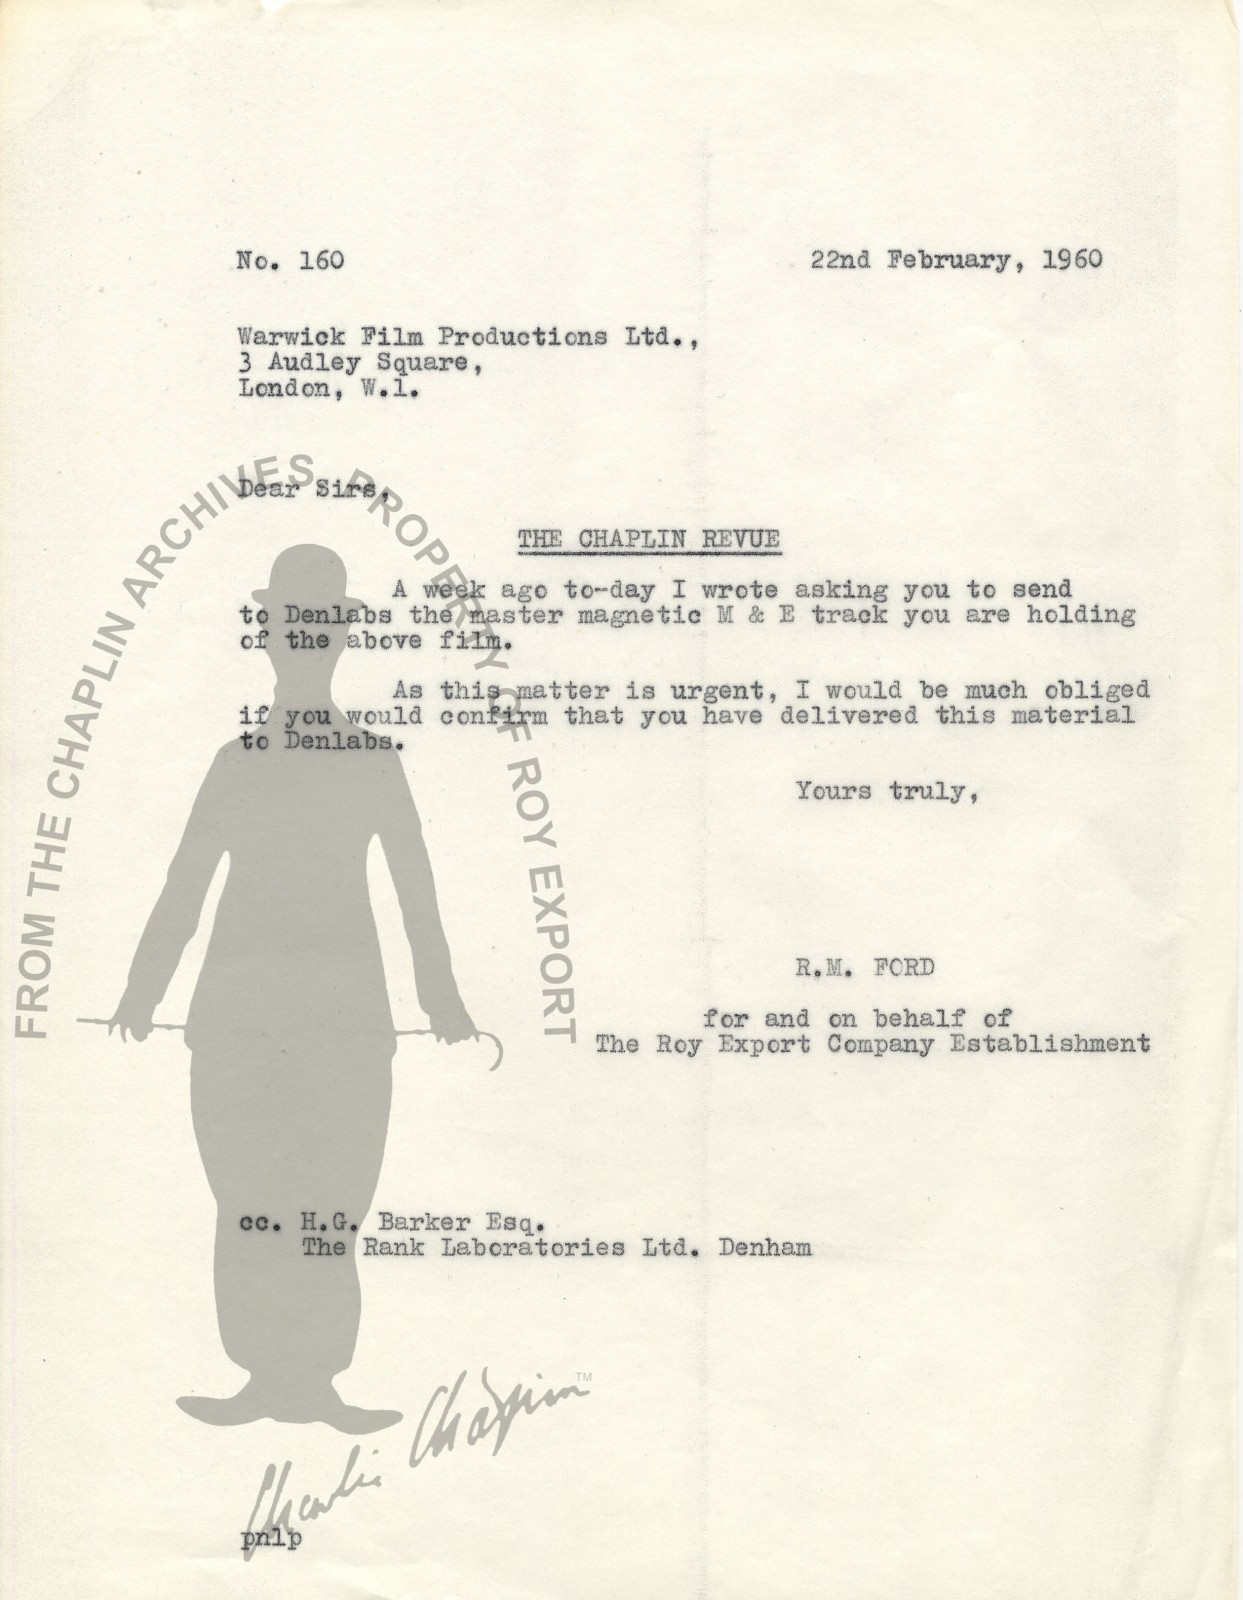 No. 160
22nd February, 1960
Warwick Film Productions Ltd.,
3 Audley Square,
London, W.1.
Dear Sirs,
THE CHAPLIN REVUE
A week ago to-day I wrote asking you to send
to Denlabs the master magnetic M & E track you are holding
of the above film.
As this matter is urgent, I would be much obliged
if you would confirm that you have delivered this material
to Denlabs.
Yours truly,
R.M. FORD
for and on behalf of
The Roy Export Company Establishment
cc. H.G. Barker Esq.
The Rank Laboratories Ltd. Denham
pnlp
FROM THE CHAPLIN ARCHIVES PROPERTY OF ROY EXPORT
Charlie Chaplin TM